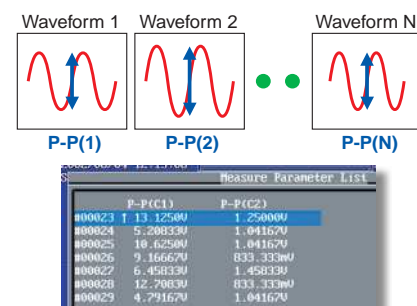 Waveform 1 Waveform 2 Waveform N
P-P(1) P-P(2) P-P(N)
Measure Parameter List
P-P(C1) P-P(C2)
#00023 ↑ 13.1250V 1.25000V
#00024 5.20833V 1.04167V
#00025 10.6250V 1.04167V
#00026 9.16667V 833.333mV
#00027 6.45833V 1.45833V
#00028 12.7083V 833.333mV
#00029 4.79167V 1.04167V